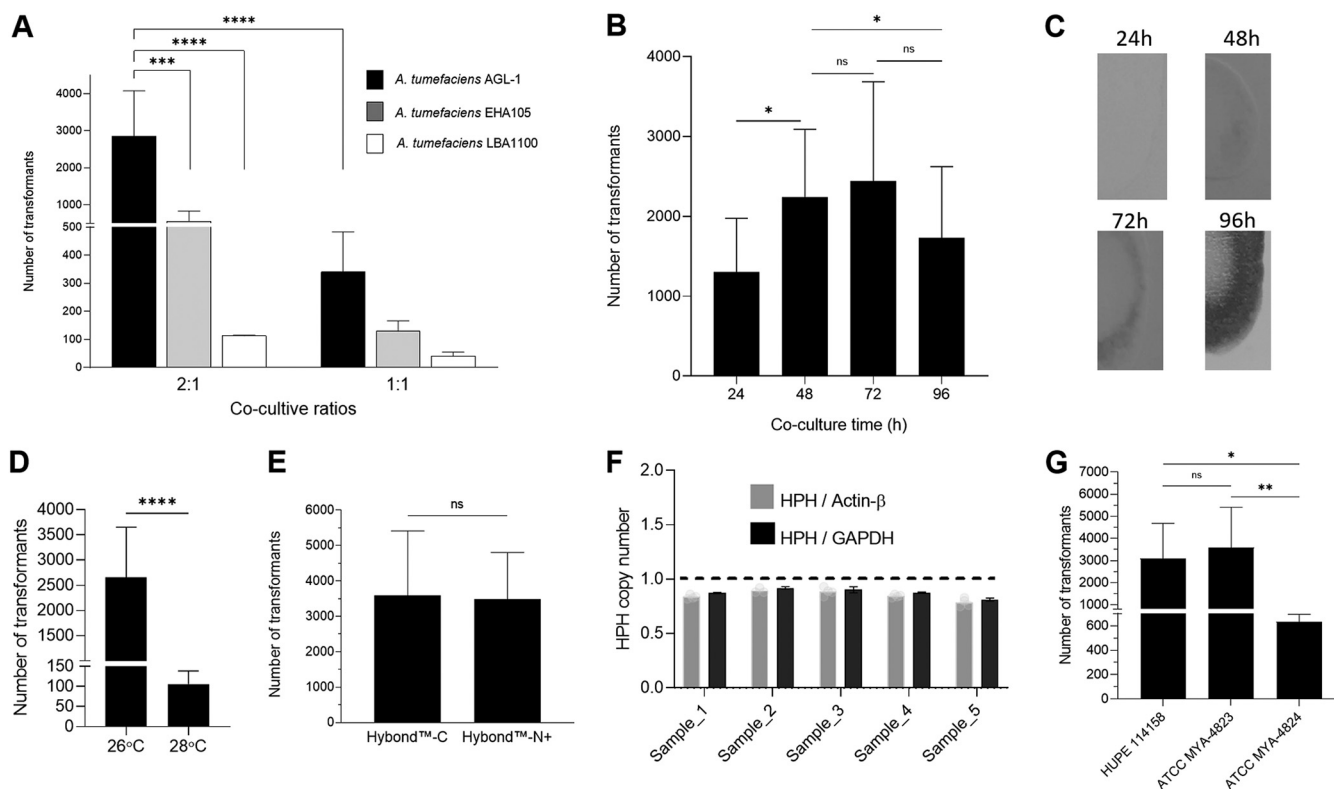 A
****
****
***
A. tumefaciens AGL-1
A. tumefaciens EHA105
A. tumefaciens LBA1100
Number of transformants
4000
3000
2000
1000
500
400
300
200
100
0
2:1
1:1
Co-cultive ratios
B
*
ns
ns
*
Number of transformants
4000
3000
2000
1000
0
24
48
72
96
Co-culture time (h)
C
24h
48h
72h
96h
D
****
Number of transformants
4000
3500
3000
2500
2000
1500
1000
150
100
50
0
26°C
28°C
E
ns
Number of transformants
6000
5000
4000
3000
2000
1000
0
Hybond™-C
Hybond™-N+
F
HPH / Actin-β
HPH / GAPDH
HPH copy number
2.0
1.5
1.0
0.5
0.0
Sample_1
Sample_2
Sample_3
Sample_4
Sample_5
G
*
ns
**
Number of transformants
7000
6000
5000
4000
3000
2000
1000
800
600
400
200
0
HUPE 114158
ATCC MYA-4823
ATCC MYA-4824